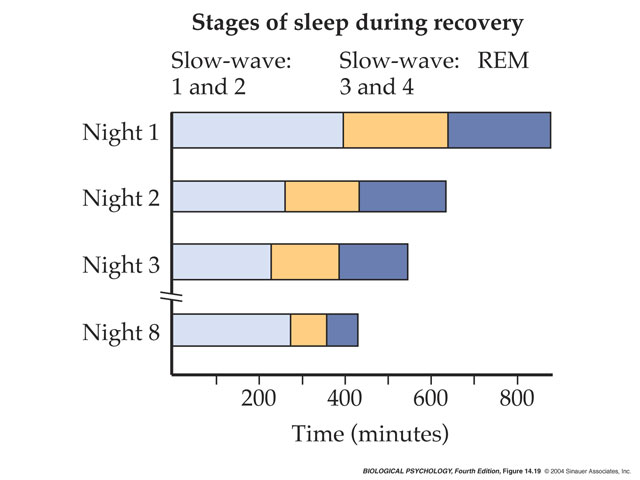 Stages of sleep during recovery
Slow-wave: Slow-wave: REM
1 and 2 3 and 4
Night 1
Night 2
Night 3
Night 8
200 400 600 800
Time (minutes)
BIOLOGICAL PSYCHOLOGY, Fourth Edition, Figure 14.19 © 2004 Sinauer Associates, Inc.